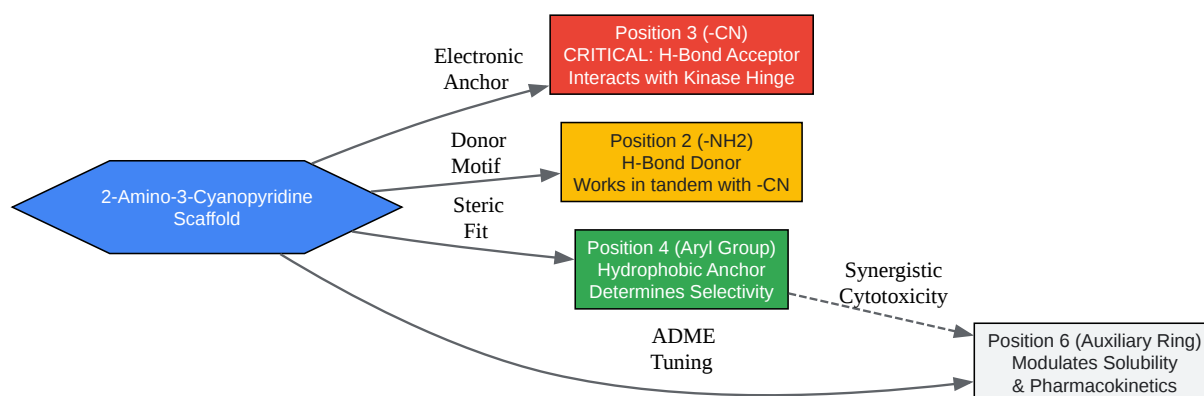 2-Amino-3-Cyanopyridine
Scaffold
Electronic
Anchor
Position 3 (-CN)
CRITICAL: H-Bond Acceptor
Interacts with Kinase Hinge
Donor
Motif
Position 2 (-NH2)
H-Bond Donor
Works in tandem with -CN
Steric
Fit
Position 4 (Aryl Group)
Hydrophobic Anchor
Determines Selectivity
Synergistic
Cytotoxicity
ADME
Tuning
Position 6 (Auxiliary Ring)
Modulates Solubility
& Pharmacokinetics